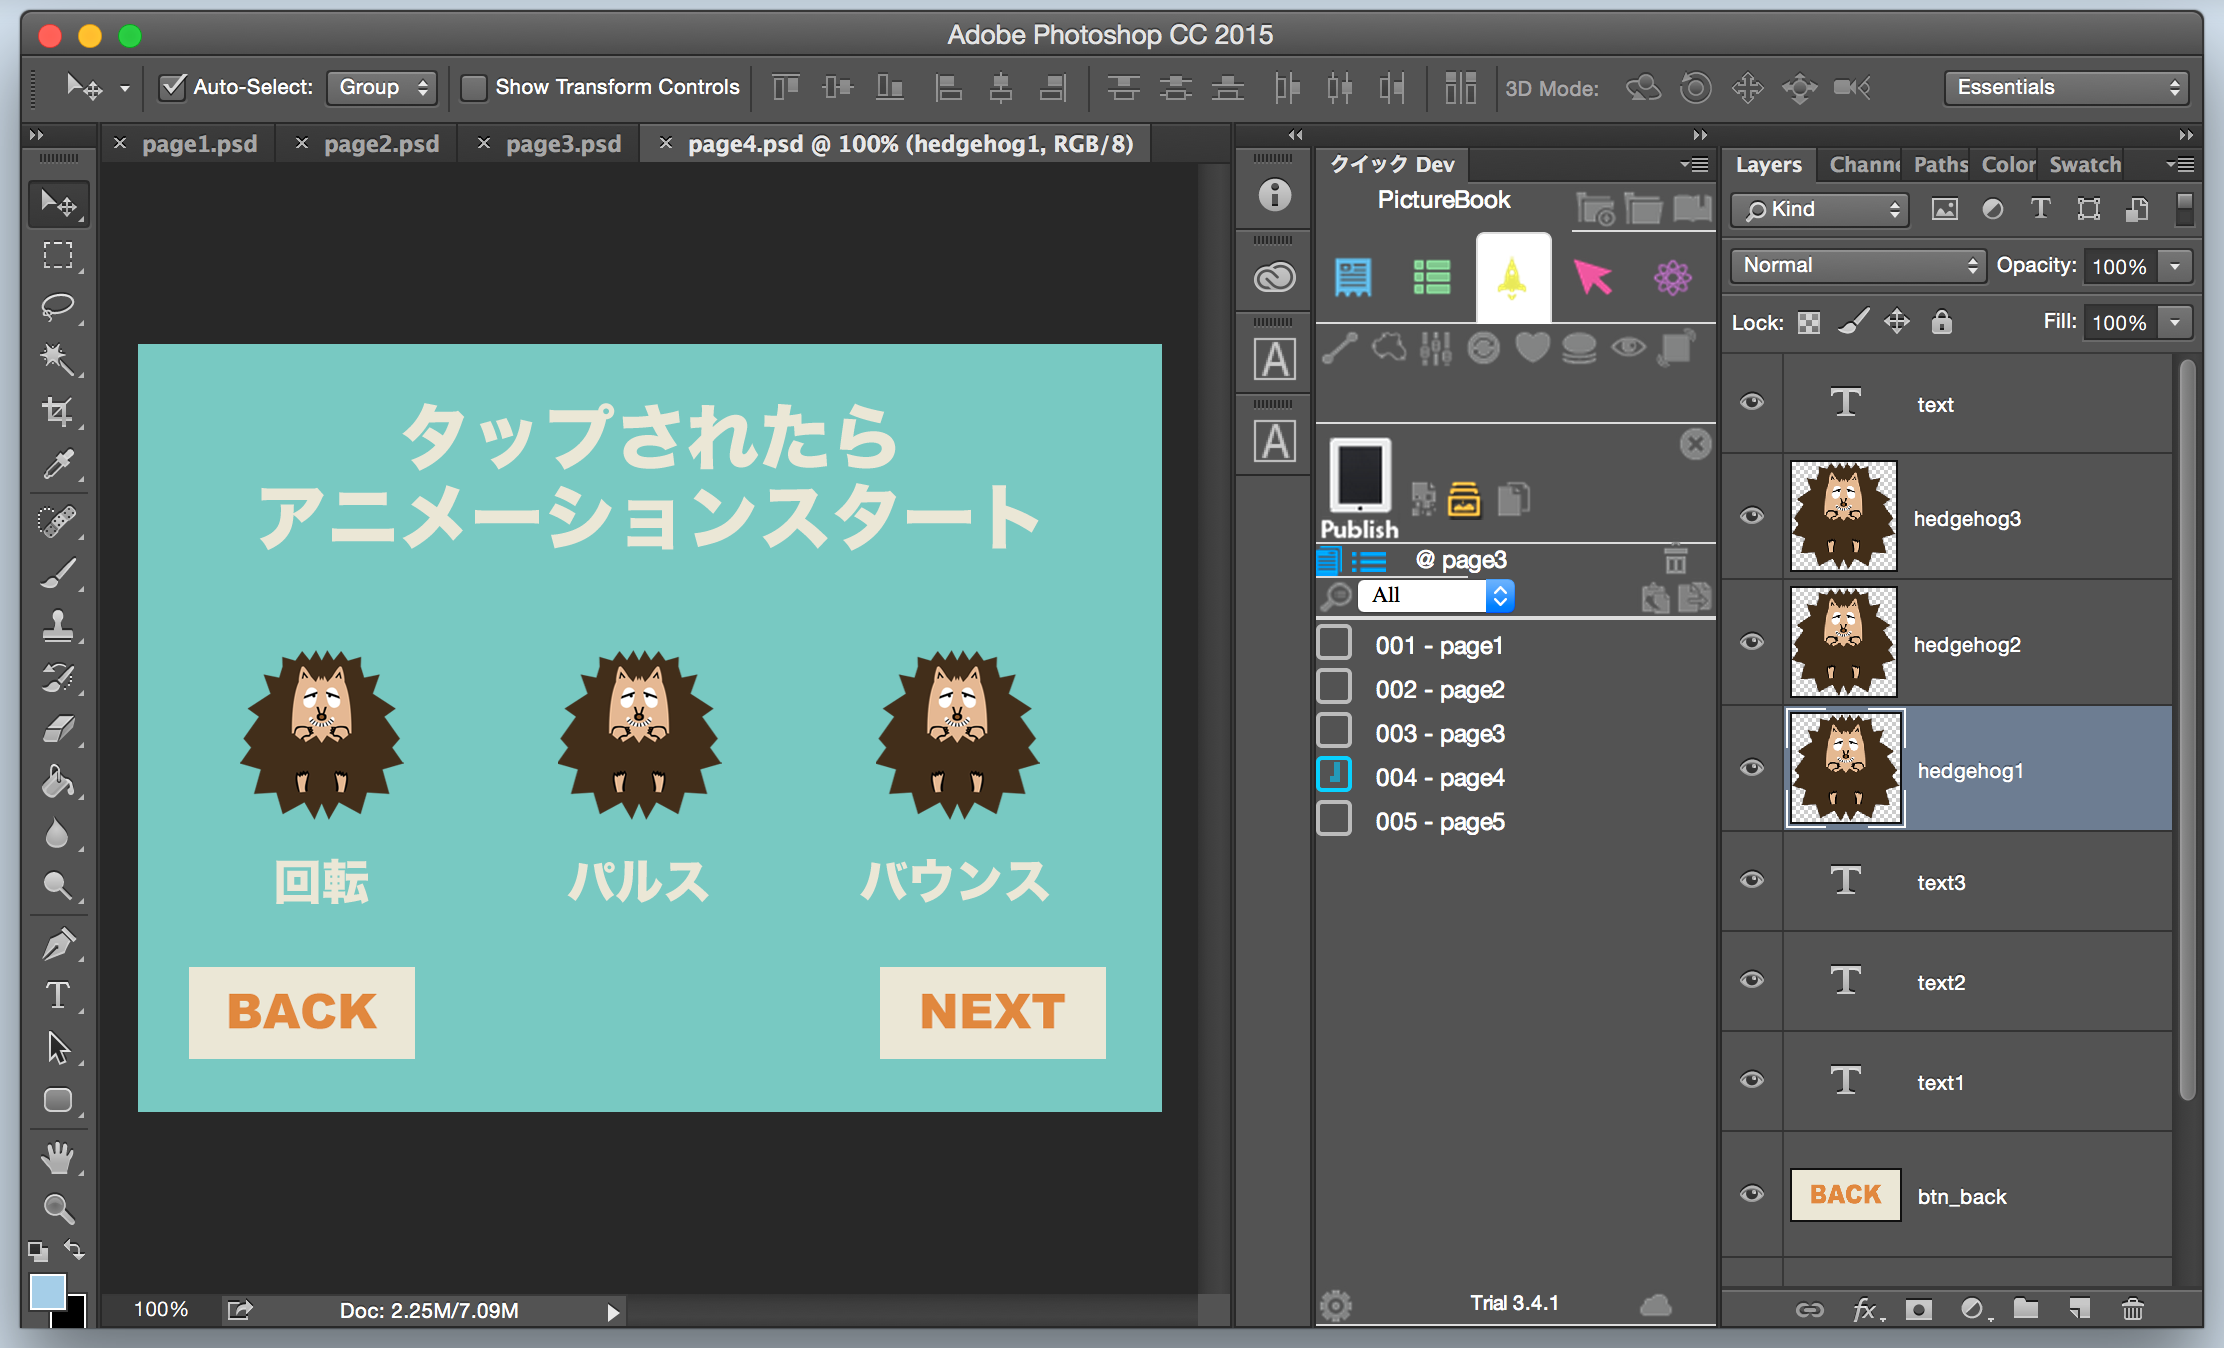 Adobe Photoshop CC 2015
Auto-Select: Group Show Transform Controls 3D Mode: Essentials
page1.psd page2.psd page3.psd page4.psd @ 100% (hedgehog1, RGB/8)
タップされたら
アニメーションスタート
回転 パルス バウンス
BACK NEXT
100% Doc: 2.25M/7.09M
クイック Dev
PictureBook
A
A
Publish
@ page3
All
001 - page1
002 - page2
003 - page3
004 - page4
005 - page5
Trial 3.4.1
Layers Channe Paths Color Swatch
Kind
Normal Opacity: 100%
Lock: Fill: 100%
text
hedgehog3
hedgehog2
hedgehog1
text3
text2
text1
BACK btn_back